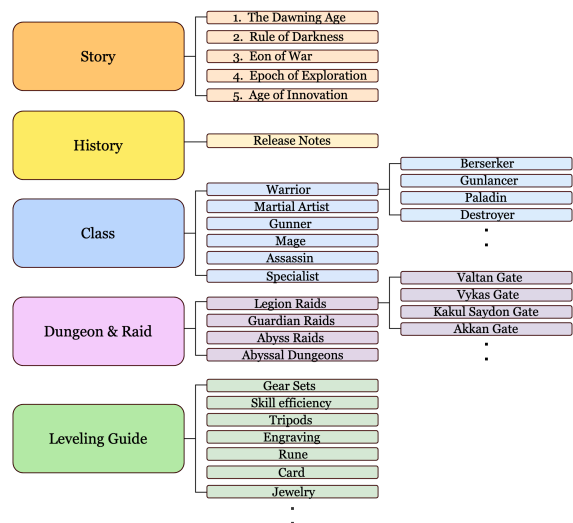 Story
1. The Dawning Age
2. Rule of Darkness
3. Eon of War
4. Epoch of Exploration
5. Age of Innovation
History
Release Notes
Class
Warrior
Martial Artist
Gunner
Mage
Assassin
Specialist
Berserker
Gunlancer
Paladin
Destroyer
Dungeon & Raid
Legion Raids
Guardian Raids
Abyss Raids
Abyssal Dungeons
Valtan Gate
Vykas Gate
Kakul Saydon Gate
Akkan Gate
Leveling Guide
Gear Sets
Skill efficiency
Tripods
Engraving
Rune
Card
Jewelry